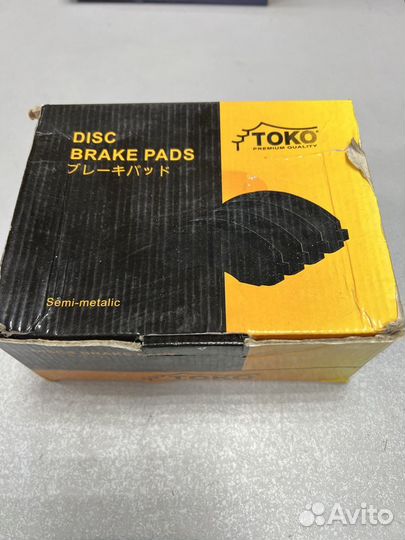 DISC
BRAKE PADS
ブレーキパッド
TOKO
PREMIUM QUALITY
Semi-metalic
TOKO
Avito